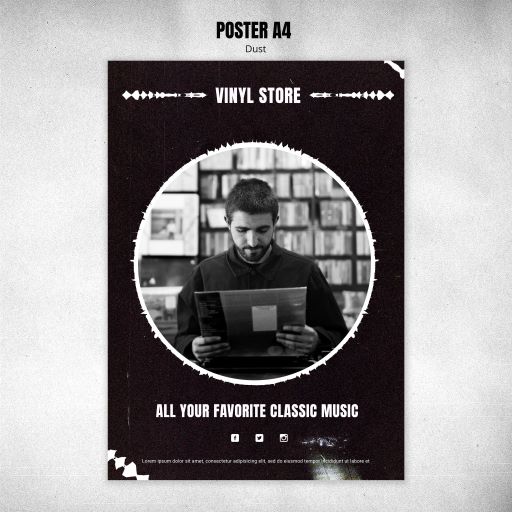 POSTER A4
Dust
VINYL STORE
ALL YOUR FAVORITE CLASSIC MUSIC
Lorem ipsum dolor sit amet, consectetur adipisicing elit, sed do eiusmod tempor incididunt ut labore et